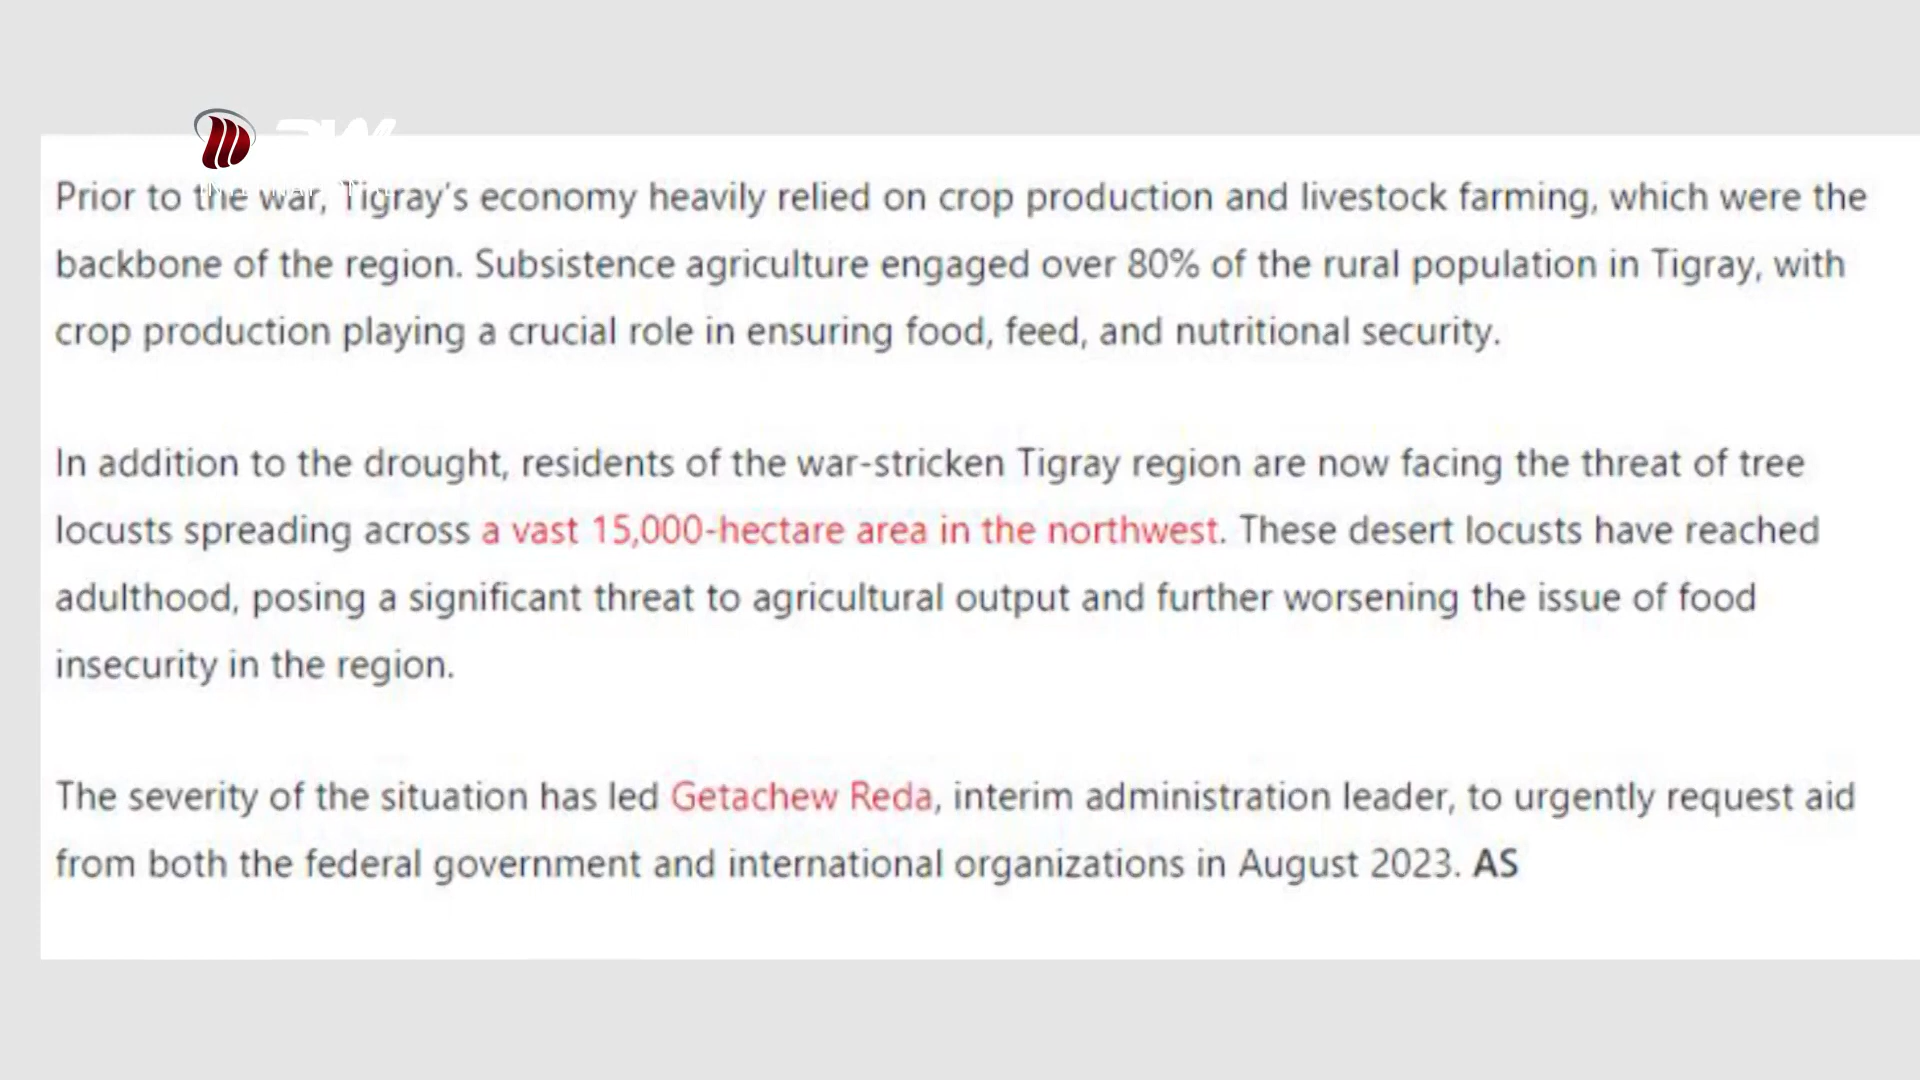 Prior to the war, Tigray's economy heavily relied on crop production and livestock farming, which were the
backbone of the region. Subsistence agriculture engaged over 80% of the rural population in Tigray, with
crop production playing a crucial role in ensuring food, feed, and nutritional security.
In addition to the drought, residents of the war-stricken Tigray region are now facing the threat of tree
locusts spreading across a vast 15,000-hectare area in the northwest. These desert locusts have reached
adulthood, posing a significant threat to agricultural output and further worsening the issue of food
insecurity in the region.
The severity of the situation has led Getachew Reda, interim administration leader, to urgently request aid
from both the federal government and international organizations in August 2023. AS